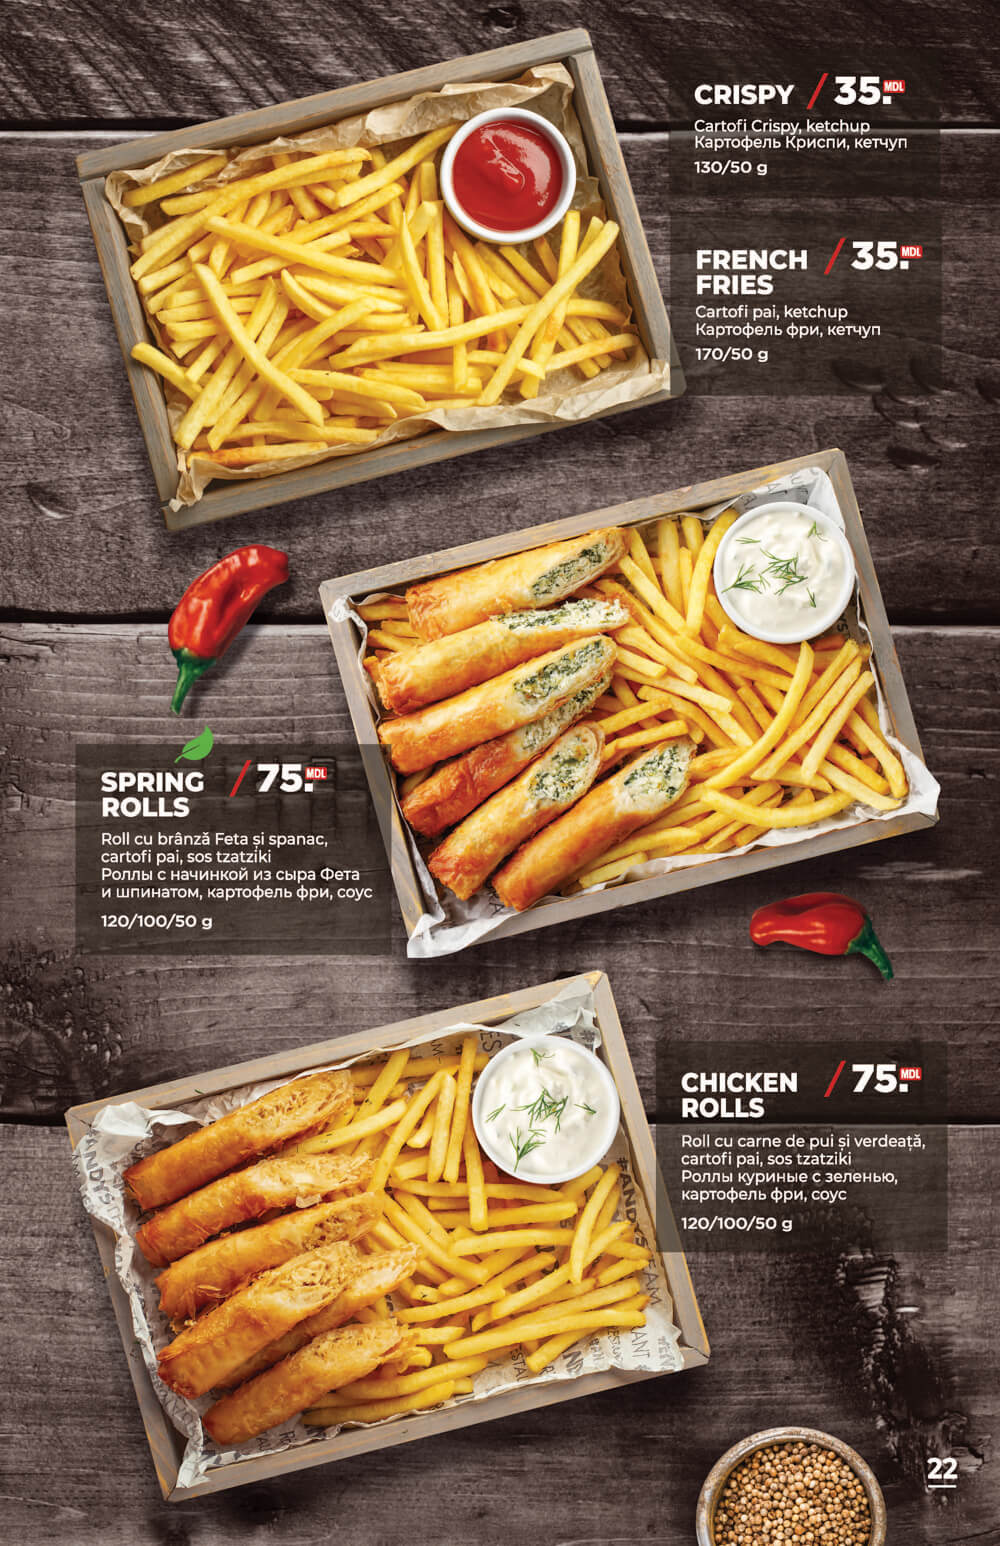 CRISPY / 35.MDL
Cartofi Crispy, ketchup
Картофель Криспи, кетчуп
130/50 g
FRENCH / 35.MDL
FRIES
Cartofi pai, ketchup
Картофель фри, кетчуп
170/50 g
SPRING / 75.MDL
ROLLS
Roll cu brânză Feta și spanac,
cartofi pai, sos tzatziki
Роллы с начинкой из сыра Фета
и шпинатом, картофель фри, соус
120/100/50 g
CHICKEN / 75.MDL
ROLLS
Roll cu carne de pui și verdeață,
cartofi pai, sos tzatziki
Роллы куриные с зеленью,
картофель фри, соус
120/100/50 g
#ANDYSTEAM
22